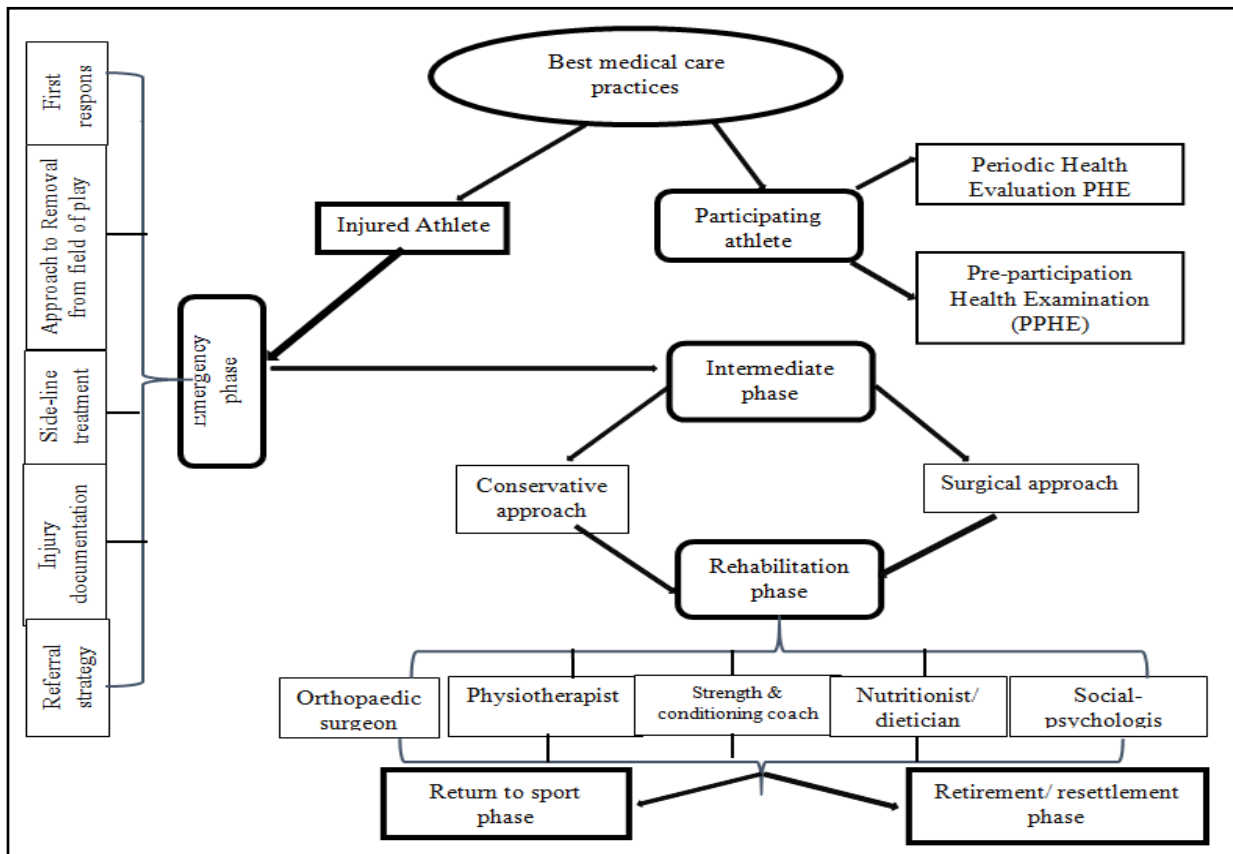 Best medical care
practices
Injured Athlete
Participating
athlete
Periodic Health
Evaluation PHE
Pre-participation
Health Examination
(PPHE)
First
respons
Approach to Removal
from field of play
Side-line
treatment
Injury
documentation
Referral
strategy
Emergency
phase
Intermediate
phase
Conservative
approach
Surgical approach
Rehabilitation
phase
Orthopaedic
surgeon
Physiotherapist
Strength &
conditioning coach
Nutritionist/
dietician
Social-
psychologis
Return to sport
phase
Retirement/ resettlement
phase